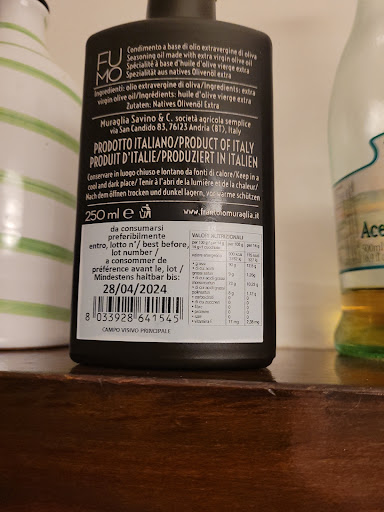 FU
MO
Condimento a base di olio extravergine di oliva
Seasoning oil made with extra virgin olive oil
Spécialité à base d'huile d'olive vierge extra
Spezialität aus natives Olivenöl extra
Ingredienti: olio extravergine di oliva/Ingredients: extra
virgin olive oil/Ingrédients: huile d'olive vierge extra/
Zutaten: Natives Olivenöl Extra
Muraglia Savino & C. società agricola semplice
via San Candido 83, 76123 Andria (BT), Italy
PRODOTTO ITALIANO/PRODUCT OF ITALY
PRODUIT D'ITALIE/PRODUZIERT IN ITALIEN
Conservare in luogo chiuso e lontano da fonti di calore/Keep in a
cool and dark place/ Tenir à l'abri de la lumière et de la chaleur/
Nach dem öffnen trocken und dunkel lagern, vor wärme schützen
250 ml e
www.frantoiomuraglia.it
da consumarsi
preferibilmente
entro, lotto n°/ best before,
lot number /
a consommer de
préférence avant le, lot /
Mindestens haltbar bis:
28/04/2024
8 033928 641545
CAMPO VISIVO PRINCIPALE
VALORI NUTRIZIONALI
Ace